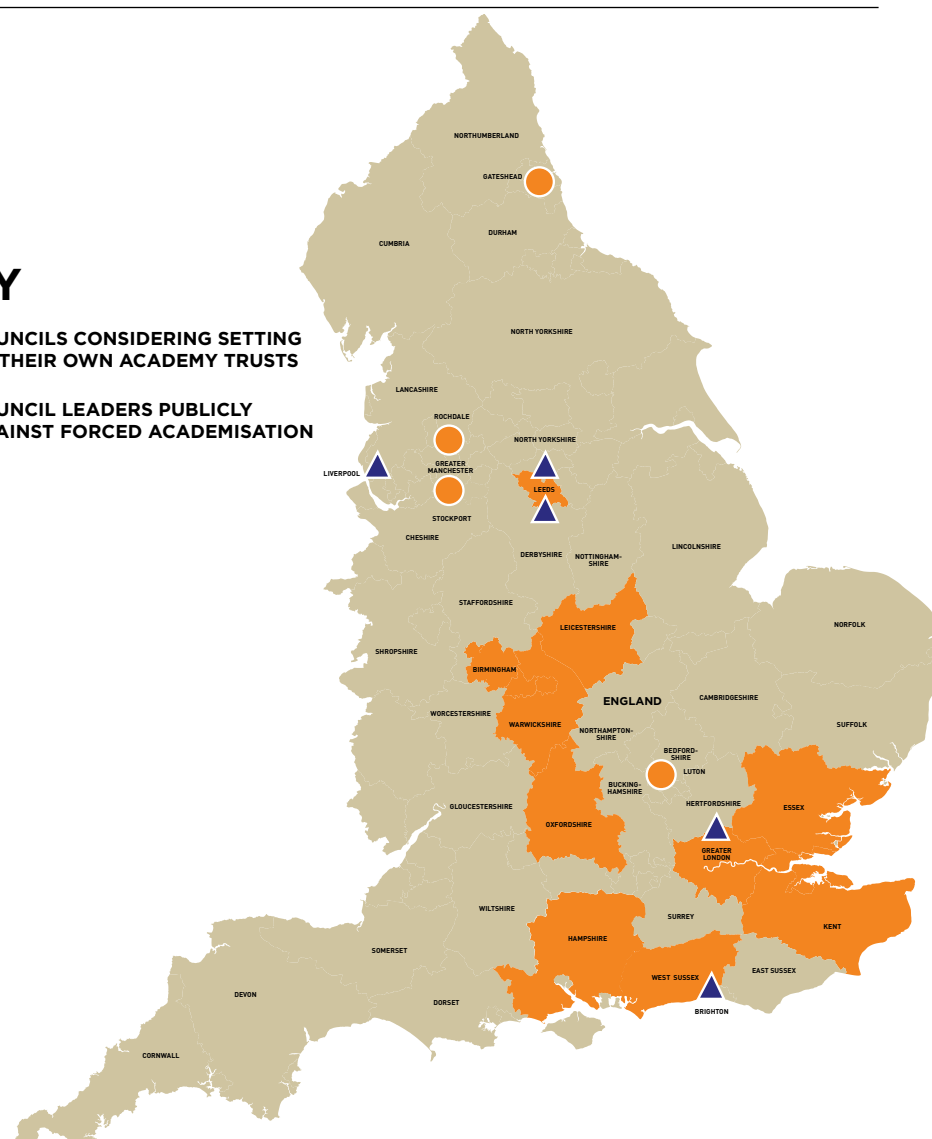 Y
UNCILS CONSIDERING SETTING
THEIR OWN ACADEMY TRUSTS
UNCIL LEADERS PUBLICLY
AINST FORCED ACADEMISATION
NORTHUMBERLAND
GATESHEAD
DURHAM
CUMBRIA
NORTH YORKSHIRE
LANCASHIRE
ROCHDALE
NORTH YORKSHIRE
GREATER
MANCHESTER
LIVERPOOL
LEEDS
STOCKPORT
CHESHIRE
DERBYSHIRE
NOTTINGHAM-
SHIRE
LINCOLNSHIRE
STAFFORDSHIRE
LEICESTERSHIRE
NORFOLK
SHROPSHIRE
BIRMINGHAM
ENGLAND
CAMBRIDGESHIRE
WORCESTERSHIRE
WARWICKSHIRE
SUFFOLK
NORTHAMPTON-
SHIRE
BEDFORD-
SHIRE
LUTON
BUCKING-
HAMSHIRE
HERTFORDSHIRE
ESSEX
GLOUCESTERSHIRE
OXFORDSHIRE
GREATER
LONDON
WILTSHIRE
SURREY
KENT
HAMPSHIRE
SOMERSET
EAST SUSSEX
WEST SUSSEX
DEVON
DORSET
BRIGHTON
CORNWALL